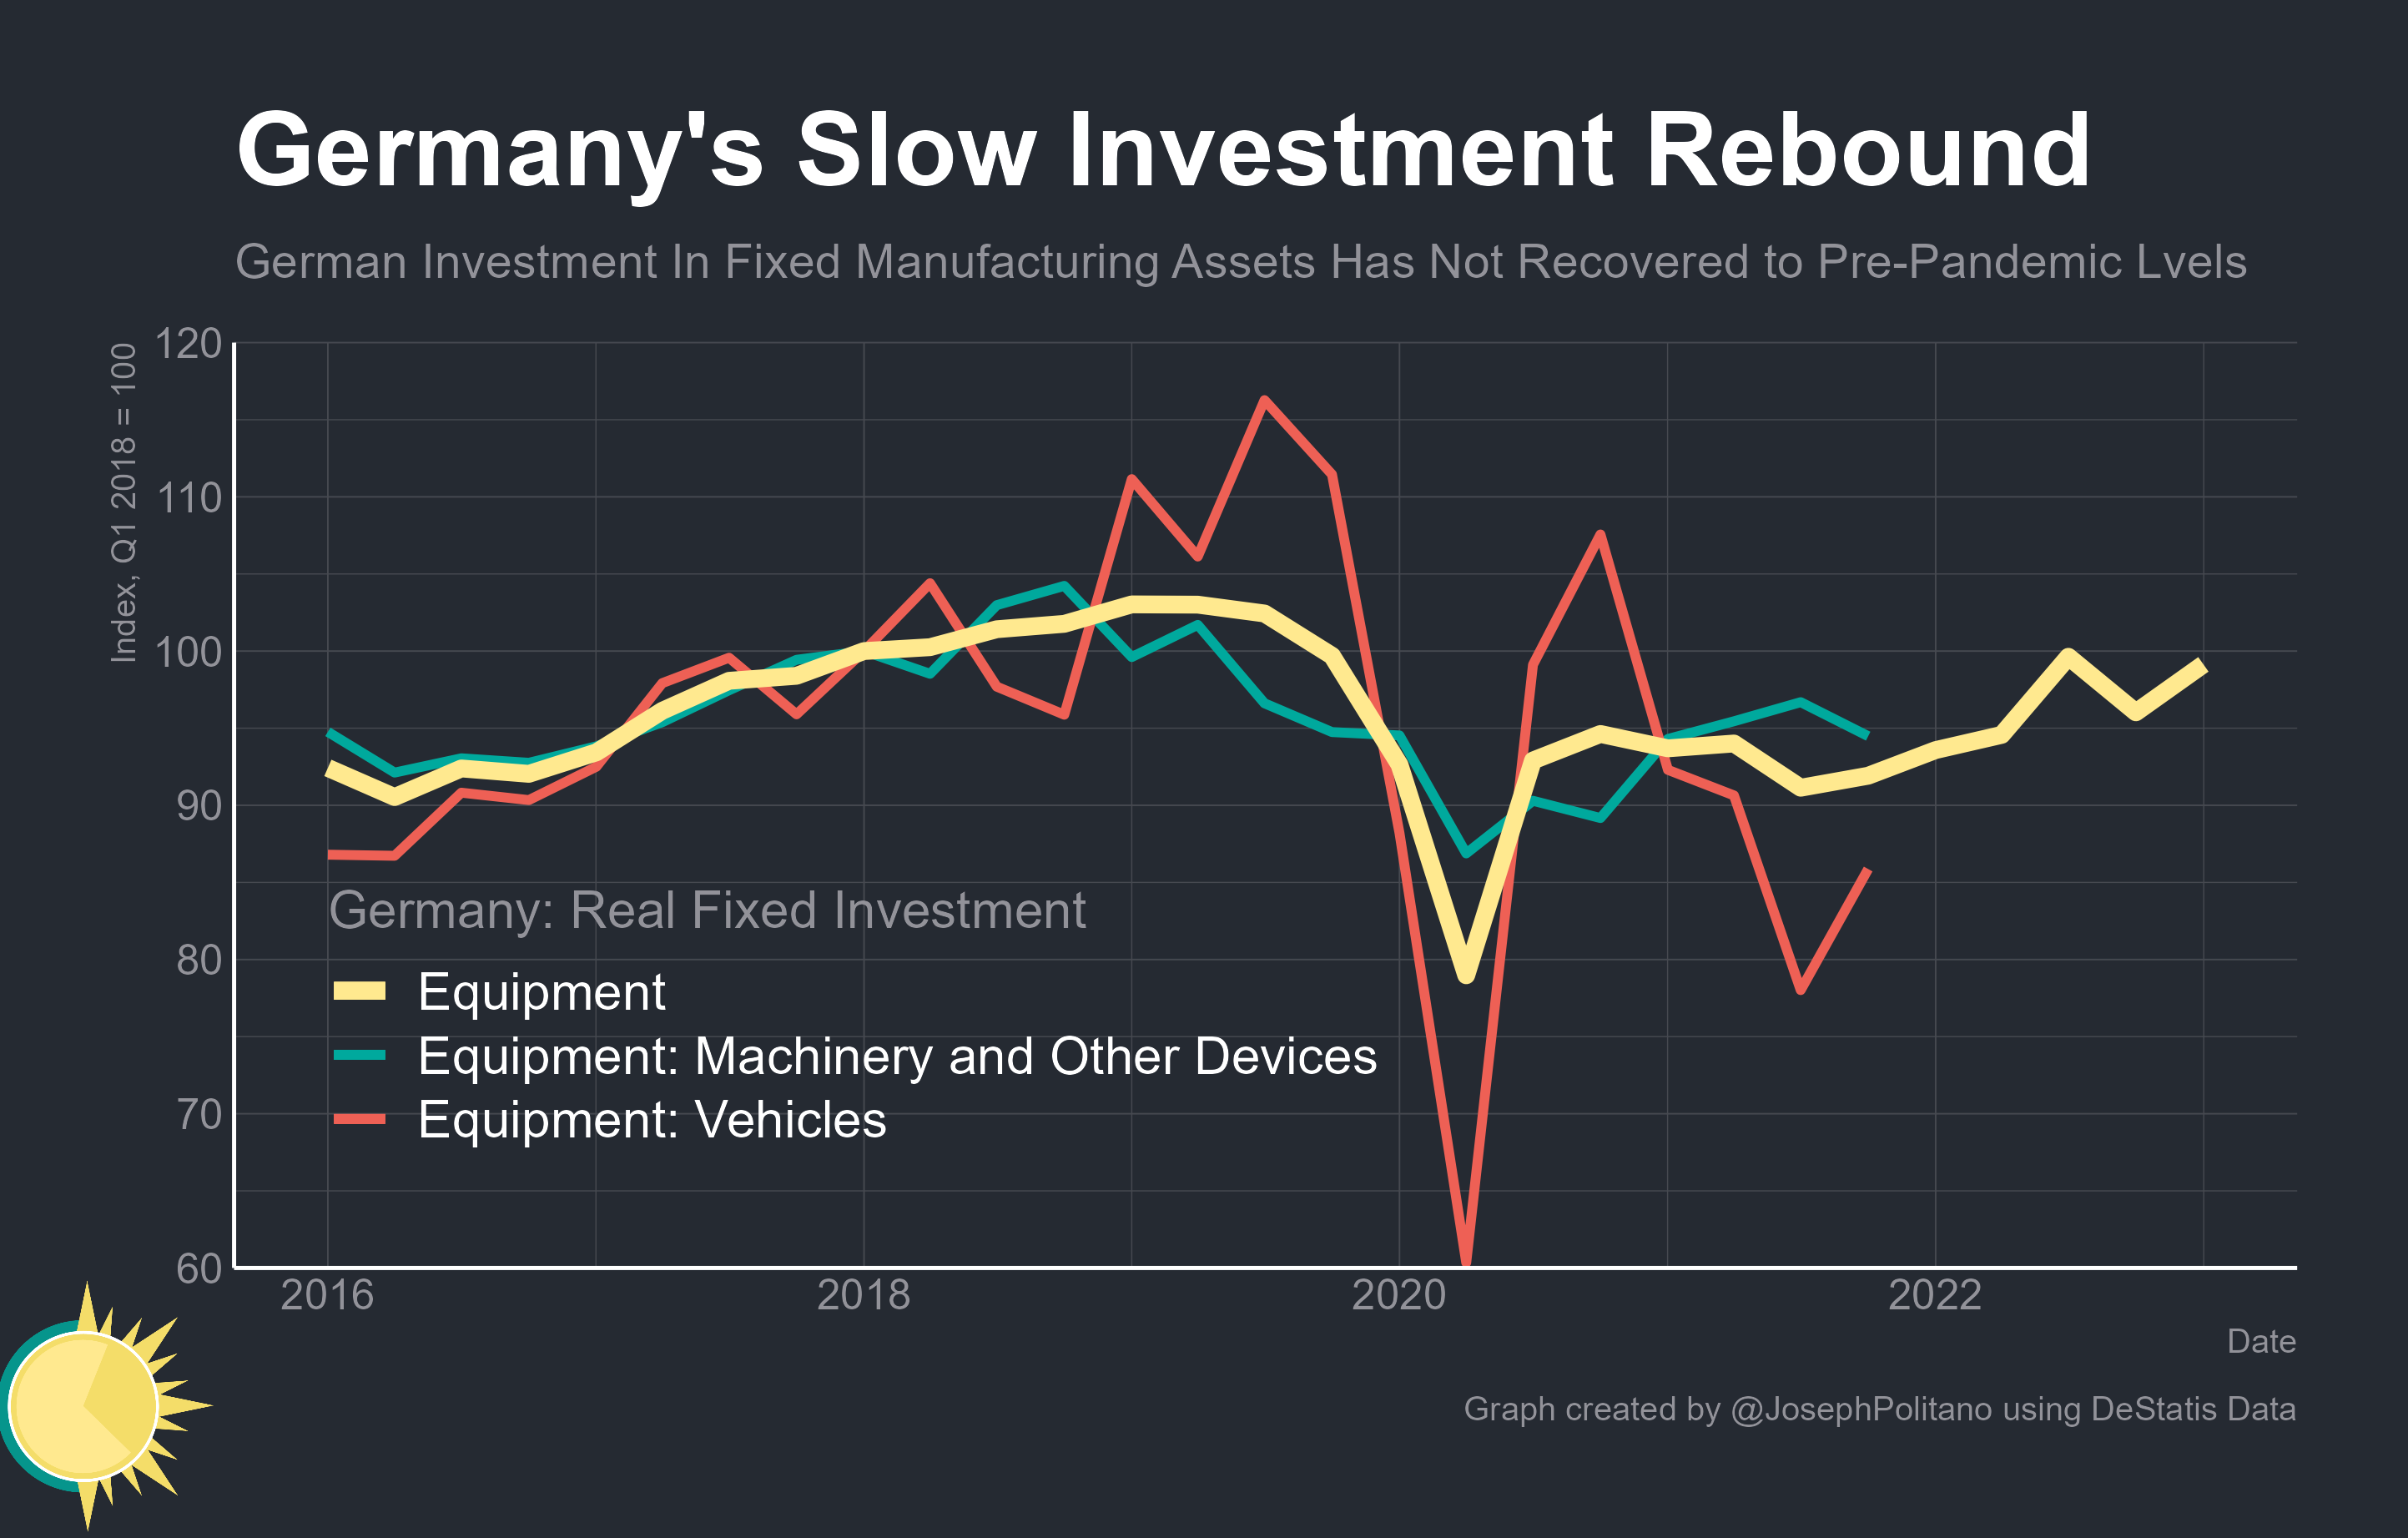 Germany's Slow Investment Rebound
German Investment In Fixed Manufacturing Assets Has Not Recovered to Pre-Pandemic Lvels
Index, Q1 2018 = 100
120
110
100
90
80
70
60
Germany: Real Fixed Investment
Equipment
Equipment: Machinery and Other Devices
Equipment: Vehicles
2016 2018 2020 2022
Date
Graph created by @JosephPolitano using DeStatis Data